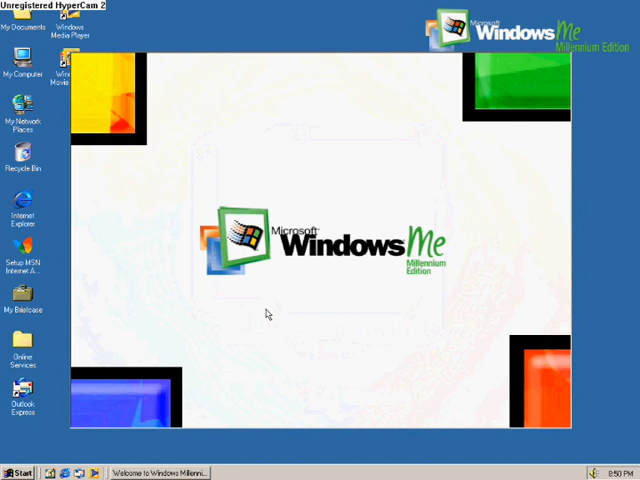 Unregistered HyperCam 2
My Documents
Windows
Media Player
Microsoft
Windows Me
Millennium Edition
My Computer
Movie
My Network
Places
Recycle Bin
Internet
Explorer
Microsoft
Windows Me
Millennium
Edition
Setup MSN
Internet A...
My Briefcase
Online
Services
Outlook
Express
Start
Welcome to Windows Millenni...
8:50 PM